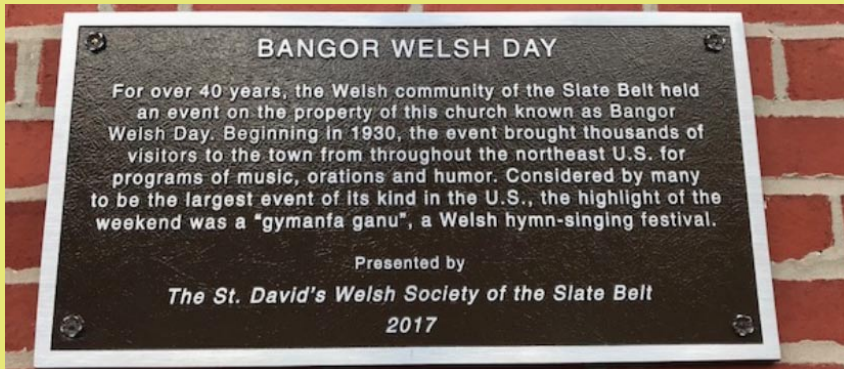 BANGOR WELSH DAY
For over 40 years, the Welsh community of the Slate Belt held
an event on the property of this church known as Bangor
Welsh Day. Beginning in 1930, the event brought thousands of
visitors to the town from throughout the northeast U.S. for
programs of music, orations and humor. Considered by many
to be the largest event of its kind in the U.S., the highlight of the
weekend was a "gymanfa ganu", a Welsh hymn-singing festival.
Presented by
The St. David's Welsh Society of the Slate Belt
2017